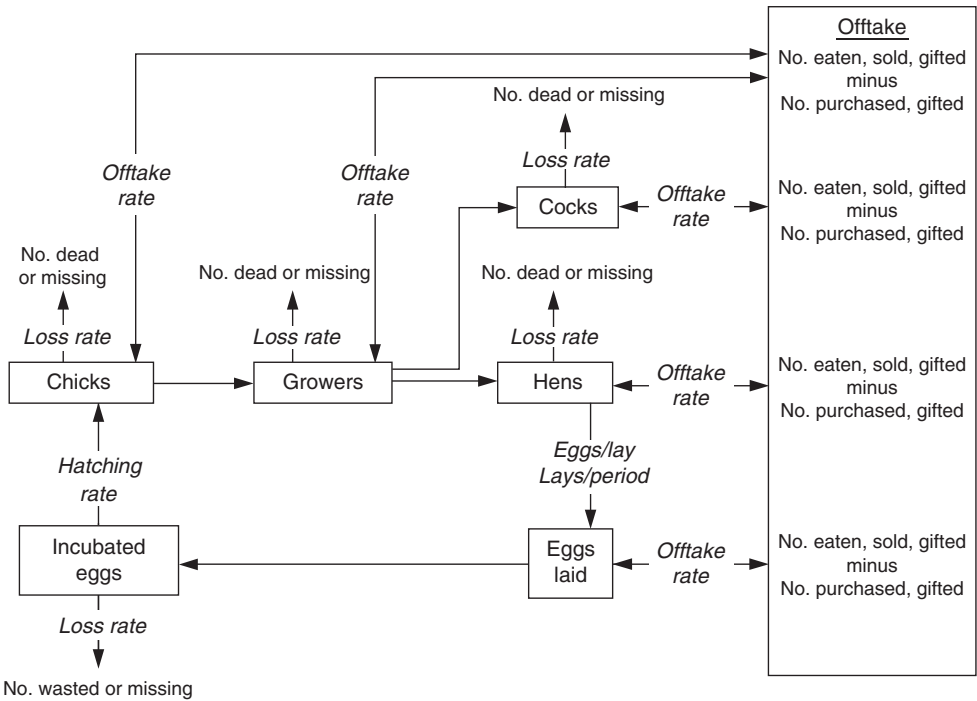 Offtake
No. eaten, sold, gifted
minus
No. purchased, gifted
No. dead or missing
Loss rate
Offtake
rate
Offtake
rate
Cocks
Offtake
rate
No. eaten, sold, gifted
minus
No. purchased, gifted
No. dead
or missing
Loss rate
No. dead or missing
Loss rate
No. dead or missing
Loss rate
Chicks
Growers
Hens
Offtake
rate
No. eaten, sold, gifted
minus
No. purchased, gifted
Hatching
rate
Eggs/lay
Lays/period
Incubated
eggs
Eggs
laid
Offtake
rate
No. eaten, sold, gifted
minus
No. purchased, gifted
Loss rate
No. wasted or missing